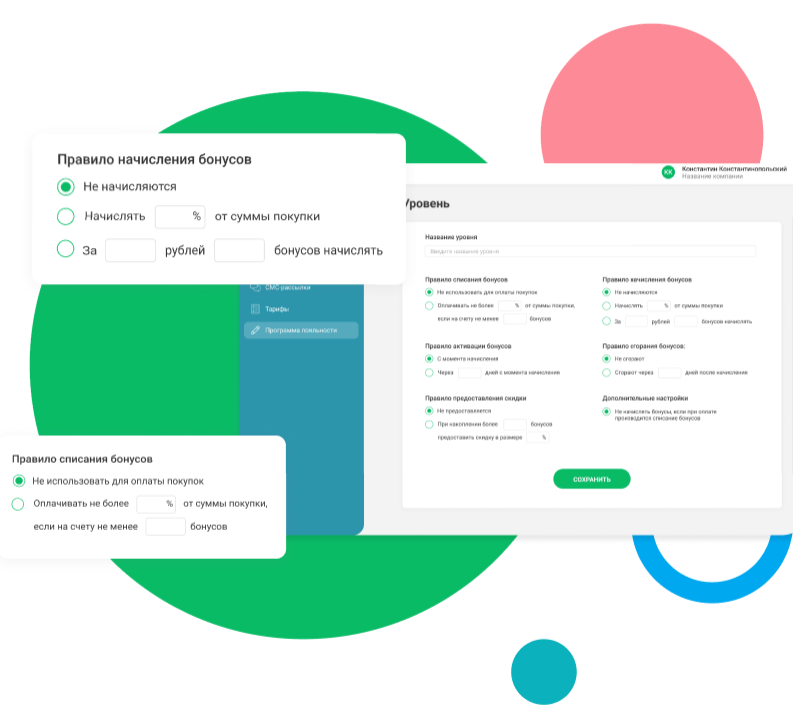 Правило начисления бонусов
Не начисляются
Начислять % от суммы покупки
За рублей бонусов начислять
КК
Константин Константинопольский
Название компании
Уровень
Название уровня
Введите название уровня
СМС-рассылки
Тарифы
Программа лояльности
Правило списания бонусов
Не использовать для оплаты покупок
Оплачивать не более % от суммы покупки,
если на счету не менее бонусов
Правило начисления бонусов
Не начисляются
Начислять % от суммы покупки
За рублей бонусов начислять
Правило активации бонусов
С момента начисления
Через дней с момента начисления
Правило сгорания бонусов:
Не сгорают
Сгорают через дней после начисления
Правило предоставления скидки
Не предоставляется
При накоплении более бонусов
предоставить скидку в размере %
Дополнительные настройки
Не начислять бонусы, если при оплате
производится списание бонусов
СОХРАНИТЬ
Правило списания бонусов
Не использовать для оплаты покупок
Оплачивать не более % от суммы покупки,
если на счету не менее бонусов